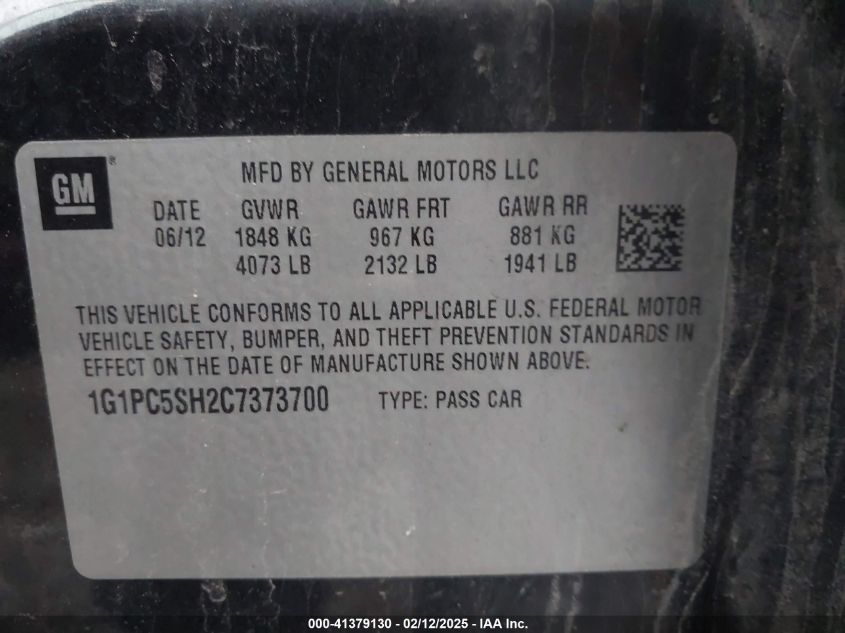 GM ®
MFD BY GENERAL MOTORS LLC
DATE GVWR GAWR FRT GAWR RR
06/12 1848 KG 967 KG 881 KG
4073 LB 2132 LB 1941 LB
THIS VEHICLE CONFORMS TO ALL APPLICABLE U.S. FEDERAL MOTOR
VEHICLE SAFETY, BUMPER, AND THEFT PREVENTION STANDARDS IN
EFFECT ON THE DATE OF MANUFACTURE SHOWN ABOVE.
1G1PC5SH2C7373700 TYPE: PASS CAR
000-41379130 - 02/12/2025 - IAA Inc.